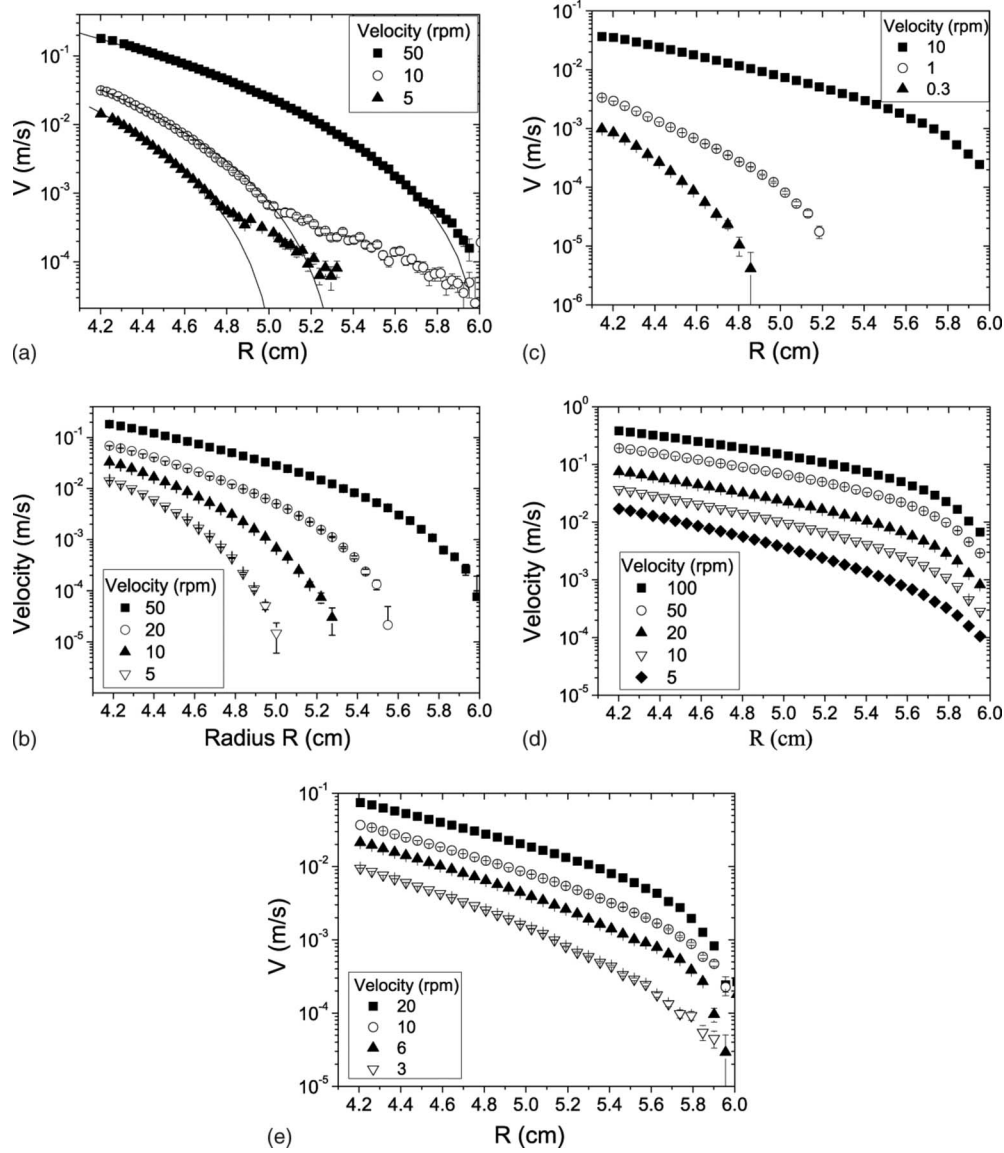 Velocity (rpm)
50
10
5
10⁻¹
10⁻²
10⁻³
10⁻⁴
V (m/s)
4.2 4.4 4.6 4.8 5.0 5.2 5.4 5.6 5.8 6.0
R (cm)
(a)
Velocity (rpm)
10
1
0.3
10⁰
10⁻¹
10⁻²
10⁻³
10⁻⁴
10⁻⁵
10⁻⁶
V (m/s)
4.2 4.4 4.6 4.8 5.0 5.2 5.4 5.6 5.8 6.0
R (cm)
(c)
10⁻¹
10⁻²
10⁻³
10⁻⁴
10⁻⁵
Velocity (m/s)
Velocity (rpm)
50
20
10
5
4.2 4.4 4.6 4.8 5.0 5.2 5.4 5.6 5.8 6.0
Radius R (cm)
(b)
10⁰
10⁻¹
10⁻²
10⁻³
10⁻⁴
10⁻⁵
Velocity (m/s)
Velocity (rpm)
100
50
20
10
5
4.2 4.4 4.6 4.8 5.0 5.2 5.4 5.6 5.8 6.0
R (cm)
(d)
10⁻¹
10⁻²
10⁻³
10⁻⁴
10⁻⁵
V (m/s)
Velocity (rpm)
20
10
6
3
4.2 4.4 4.6 4.8 5.0 5.2 5.4 5.6 5.8 6.0
R (cm)
(e)